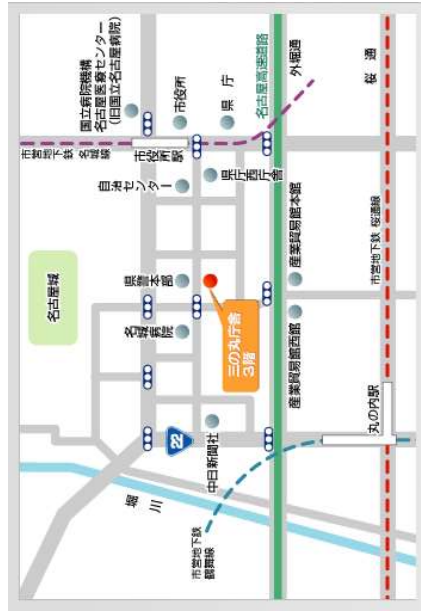 名古屋城
国立病院機構
名古屋医療センター
(旧国立名古屋病院)
市役所
県庁
名古屋高速道路
外堀通
桜通
市営地下鉄 名城線
市役所駅
自治センター
県庁西庁舎
県警本部
名城病院
三の丸庁舎
3階
産業貿易館本館
産業貿易館西館
市営地下鉄 桜通線
22
中日新聞社
丸の内駅
堀川
市営地下鉄
鶴舞線